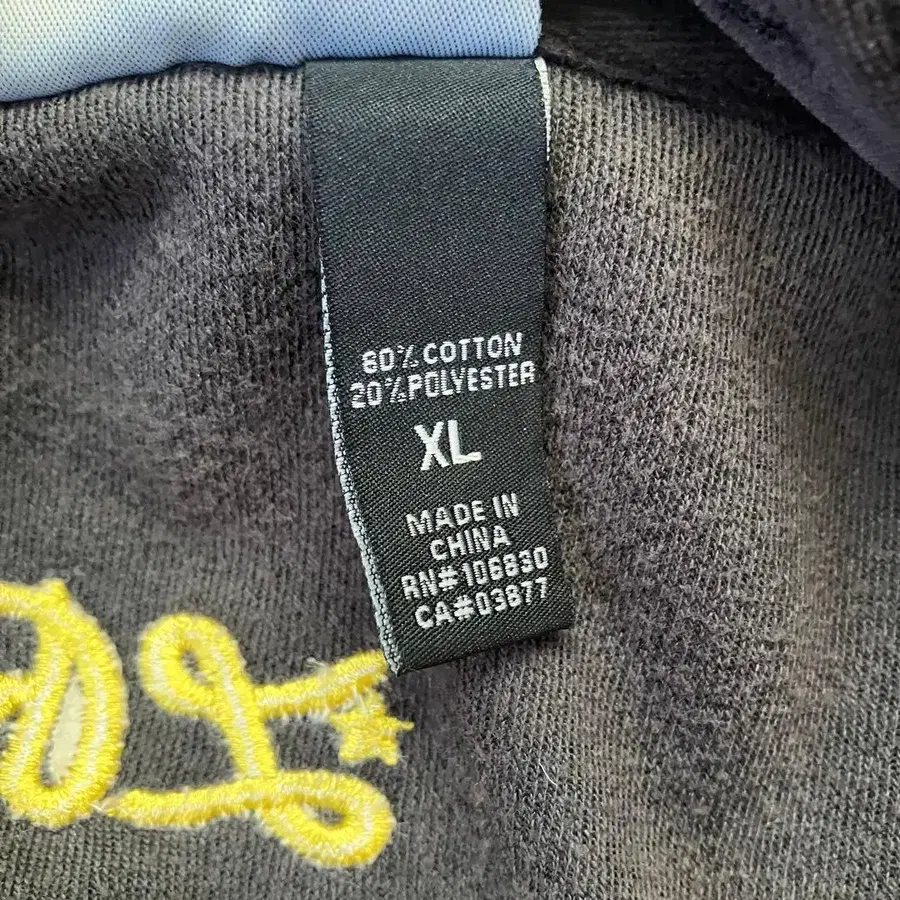 80% COTTON
20% POLYESTER
XL
MADE IN
CHINA
RN#106830
CA#03877